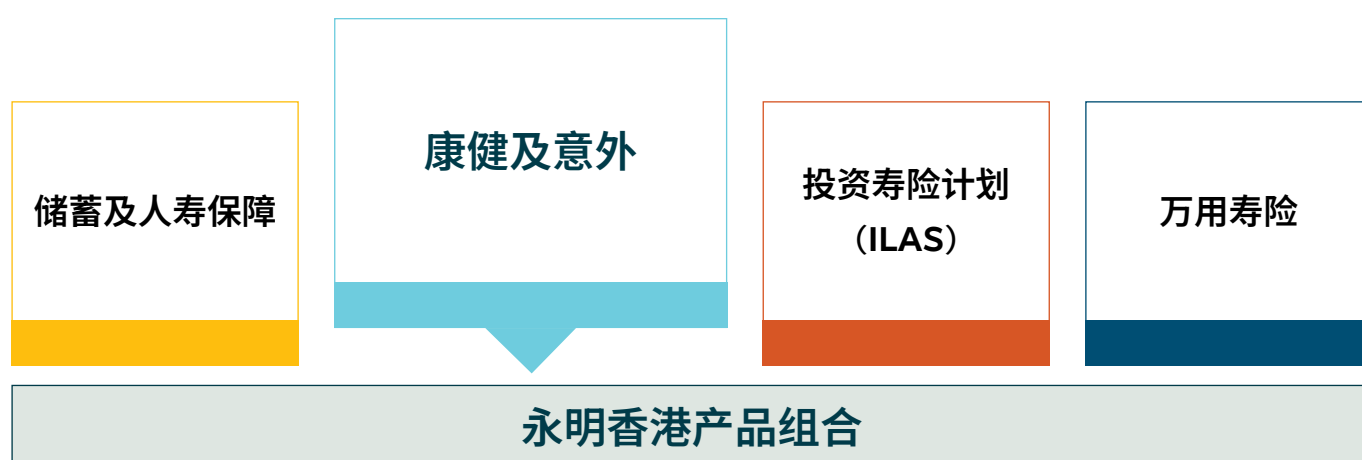 储蓄及人寿保障
康健及意外
投资寿险计划
（ILAS）
万用寿险
永明香港产品组合